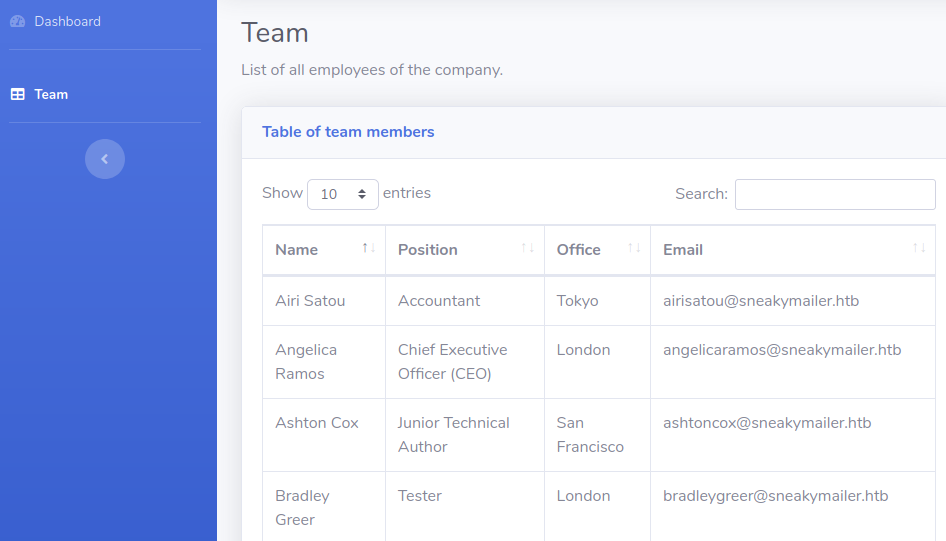 Dashboard
Team
Team
List of all employees of the company.
Table of team members
Show 10 entries
Search:
Name Position Office Email
Airi Satou Accountant Tokyo airisatou@sneakymailer.htb
Angelica Chief Executive London angelicaramos@sneakymailer.htb
Ramos Officer (CEO)
Ashton Cox Junior Technical San ashtoncox@sneakymailer.htb
Author Francisco
Bradley Tester London bradleygreer@sneakymailer.htb
Greer